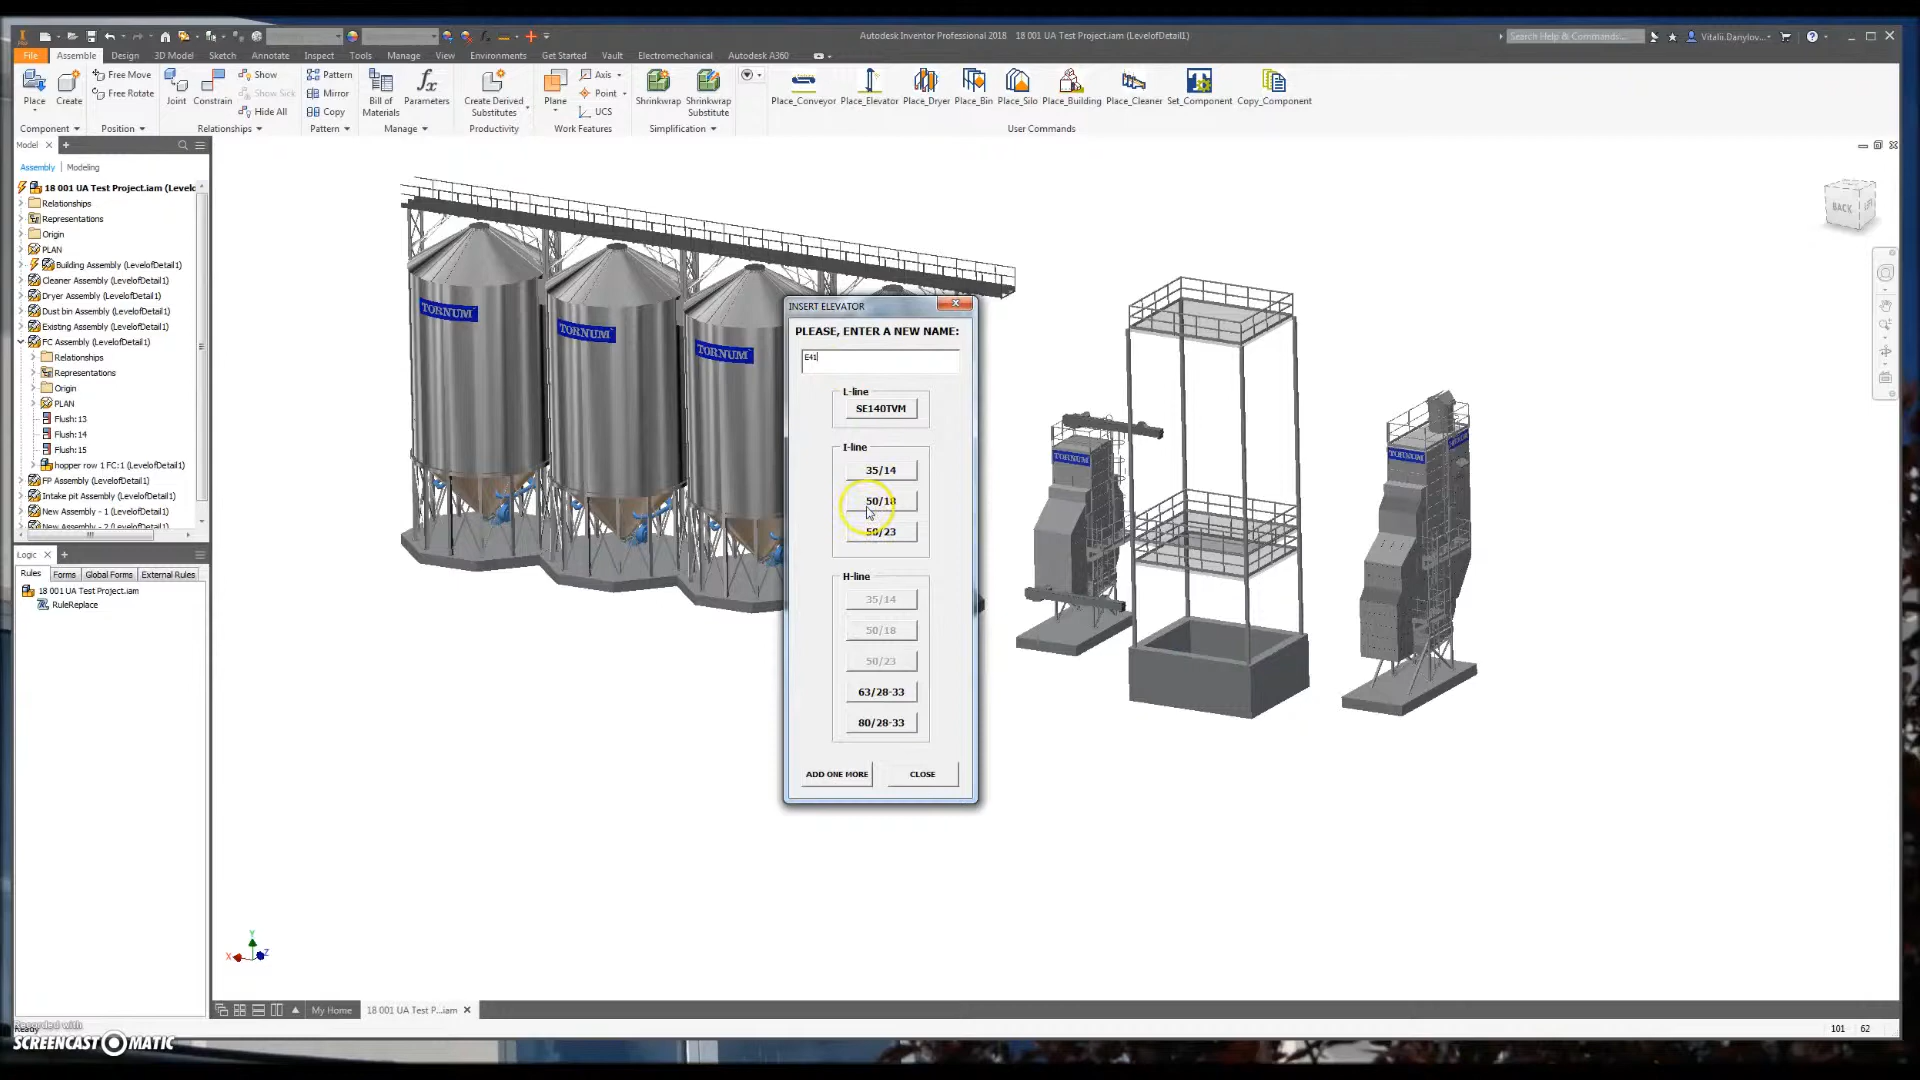 Autodesk Inventor Professional 2018   18 001 UA Test Project.iam (LevelofDetail1)
Search Help & Commands...
Vitalii.Danylov...
File Assemble Design 3D Model Sketch Annotate Inspect Tools Manage View Environments Get Started Vault Electromechanical Autodesk A360
Place
Create
Free Move
Free Rotate
Joint
Constrain
Show
Show Sick
Hide All
Pattern
Mirror
Copy
Bill of Materials
Parameters
Create Derived Substitutes
Plane
Axis
Point
UCS
Shrinkwrap
Shrinkwrap Substitute
Place_Conveyor
Place_Elevator
Place_Dryer
Place_Bin
Place_Silo
Place_Building
Place_Cleaner
Set_Component
Copy_Component
Component Position Relationships Pattern Manage Productivity Work Features Simplification User Commands
Model
Assembly | Modeling
18 001 UA Test Project.iam (Levelc
Relationships
Representations
Origin
PLAN
Building Assembly (LevelofDetail1)
Cleaner Assembly (LevelofDetail1)
Dryer Assembly (LevelofDetail1)
Dust bin Assembly (LevelofDetail1)
Existing Assembly (LevelofDetail1)
FC Assembly (LevelofDetail1)
Relationships
Representations
Origin
PLAN
Flush:13
Flush:14
Flush:15
hopper row 1 FC:1 (LevelofDetail1)
FP Assembly (LevelofDetail1)
Intake pit Assembly (LevelofDetail1)
New Assembly - 1 (LevelofDetail1)
New Assembly - 2 (LevelofDetail1)
Logic
Rules Forms Global Forms External Rules
18 001 UA Test Project.iam
RuleReplace
TORNUM
TORNUM
TORNUM
TORNUM
TORNUM
BACK
INSERT ELEVATOR
PLEASE, ENTER A NEW NAME:
E41
L-line
SE140TVM
I-line
35/14
50/18
50/23
H-line
35/14
50/18
50/23
63/28-33
80/28-33
ADD ONE MORE
CLOSE
Y
X
Z
My Home
18 001 UA Test P...iam
Ready
101 62
Recorded with
SCREENCAST-O-MATIC